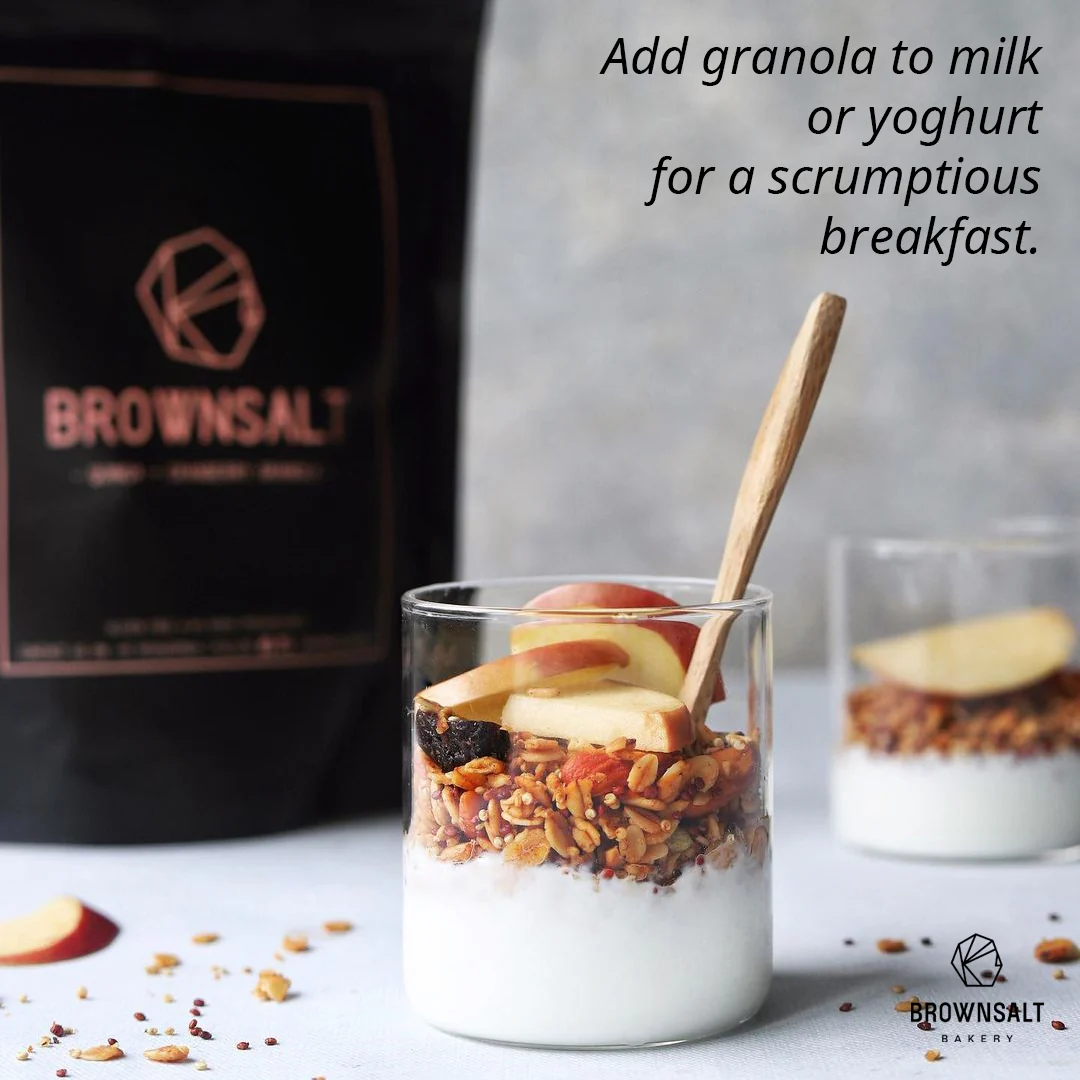 Add granola to milk
or yoghurt
for a scrumptious
breakfast.
BROWNSALT
BROWNSALT
BAKERY